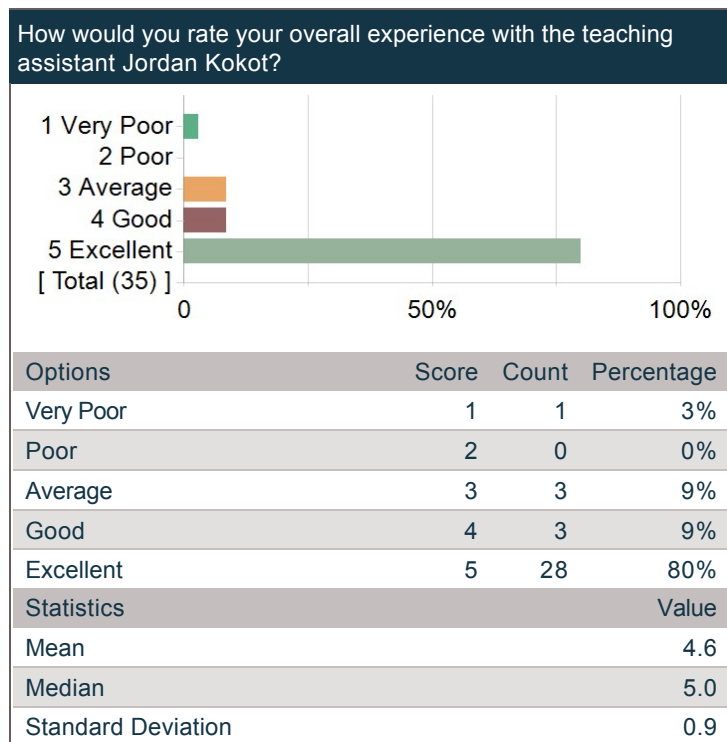 How would you rate your overall experience with the teaching
assistant Jordan Kokot?
1 Very Poor
2 Poor
3 Average
4 Good
5 Excellent
[ Total (35) ]
0 50% 100%
Options Score Count Percentage
Very Poor 1 1 3%
Poor 2 0 0%
Average 3 3 9%
Good 4 3 9%
Excellent 5 28 80%
Statistics Value
Mean 4.6
Median 5.0
Standard Deviation 0.9